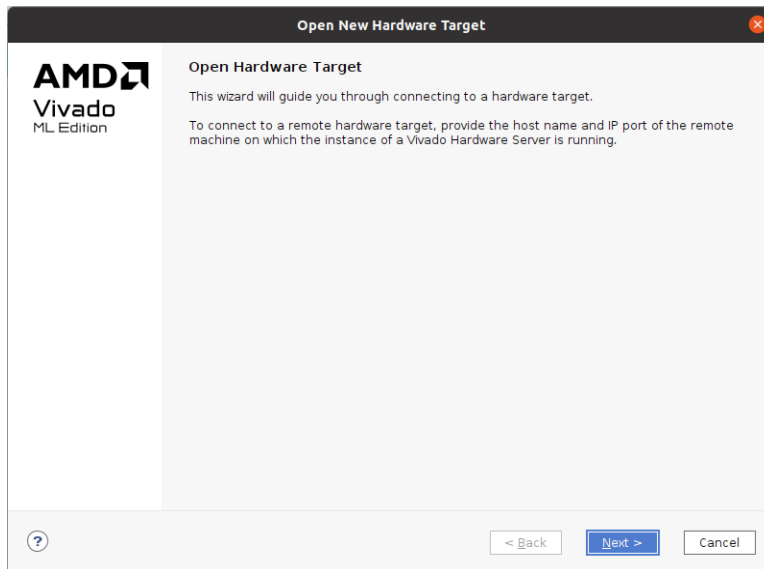 Open New Hardware Target
AMD
Vivado
ML Edition
Open Hardware Target
This wizard will guide you through connecting to a hardware target.
To connect to a remote hardware target, provide the host name and IP port of the remote
machine on which the instance of a Vivado Hardware Server is running.
?
< Back
Next >
Cancel